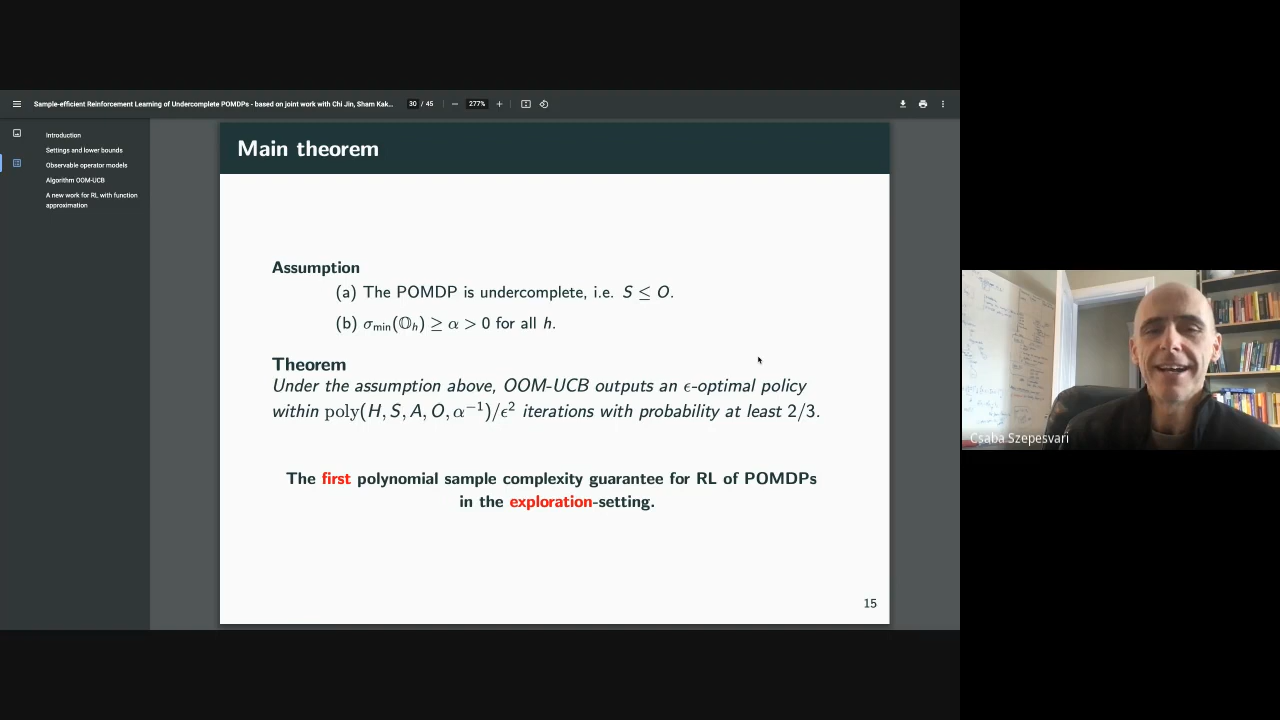 Sample-efficient Reinforcement Learning of Undercomplete POMDPs - based on joint work with Chi Jin, Sham Kak...
30 / 45
277%
Introduction
Settings and lower bounds
Observable operator models
Algorithm OOM-UCB
A new work for RL with function
approximation
Main theorem
Assumption
(a) The POMDP is undercomplete, i.e. S ≤ O.
(b) σmin(𝕆h) ≥ α > 0 for all h.
Theorem
Under the assumption above, OOM-UCB outputs an ϵ-optimal policy
within poly(H, S, A, O, α⁻¹)/ϵ² iterations with probability at least 2/3.
The first polynomial sample complexity guarantee for RL of POMDPs
in the exploration-setting.
15
Csaba Szepesvari